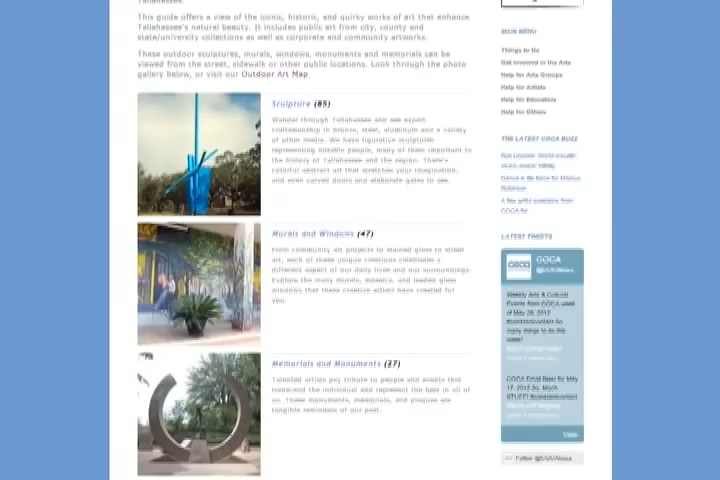 Tallahassee.
This guide offers a view of the iconic, historic, and quirky works of art that enhance
Tallahassee's natural beauty. It includes public art from city, county and
state/university collections as well as corporate and community artworks.
These outdoor sculptures, murals, windows, monuments and memorials can be
viewed from the street, sidewalk or other public locations. Look through the photo
gallery below, or visit our Outdoor Art Map.
Sculpture (85)
Wander through Tallahassee and see expert
craftsmanship in bronze, steel, aluminum and a variety
of other media. We have figurative sculptures
representing notable people, many of them important to
the history of Tallahassee and the region. There's
colorful abstract art that stretches your imagination,
and even carved doors and elaborate gates to see.
Murals and Windows (47)
From community art projects to stained glass to street
art, each of these unique creations celebrates a
different aspect of our daily lives and our surroundings.
Explore the many murals, mosaics, and leaded glass
windows that these creative artists have created for
you.
Memorials and Monuments (27)
Talented artists pay tribute to people and events that
transcend the individual and represent the best in all of
us. These monuments, memorials, and plaques are
tangible reminders of our past.
MAIN MENU
Things to Do
Get Involved in the Arts
Help for Arts Groups
Help for Artists
Help for Educators
Help for Others
THE LATEST COCA BUZZ
Dance is
Robinson
A few
COCA
LATEST TWEETS
COCA
COCA
Weekly Arts & Cultural
Events from COCA week
of May 28, 2012
So
many things to do this
week!
COCA Email Blast for May
17, 2012 So, Much
STUFF!
Follow